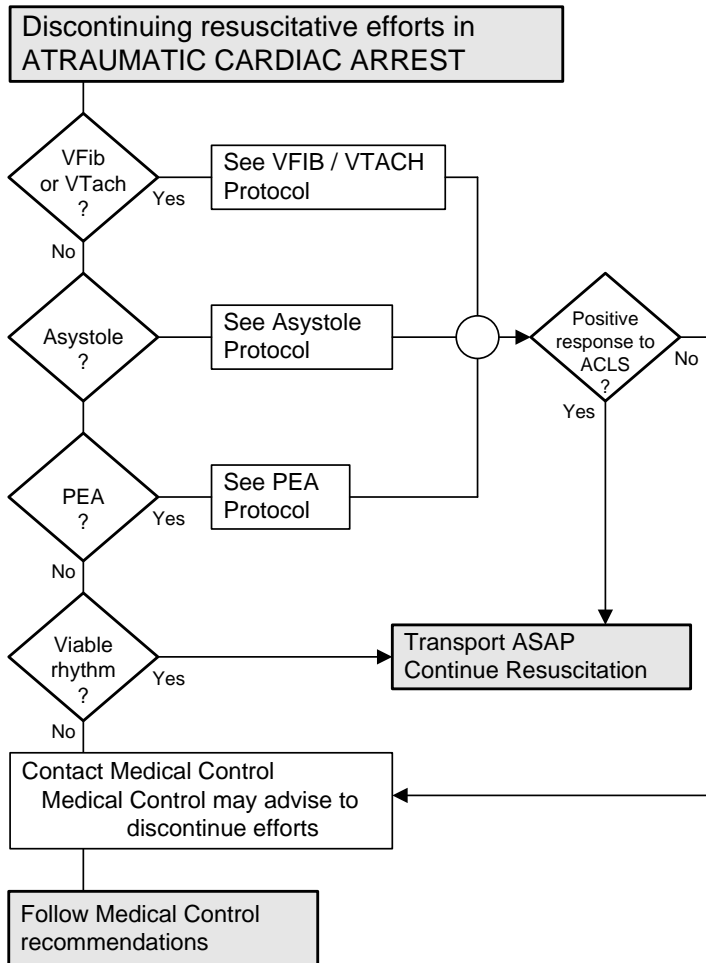 Discontinuing resuscitative efforts in
ATRAUMATIC CARDIAC ARREST
VFib
or VTach
?
Yes
No
See VFIB / VTACH
Protocol
Asystole
?
See Asystole
Protocol
Positive
response to
ACLS
?
No
Yes
PEA
?
Yes
No
See PEA
Protocol
Viable
rhythm
?
Yes
No
Transport ASAP
Continue Resuscitation
Contact Medical Control
Medical Control may advise to
discontinue efforts
Follow Medical Control
recommendations